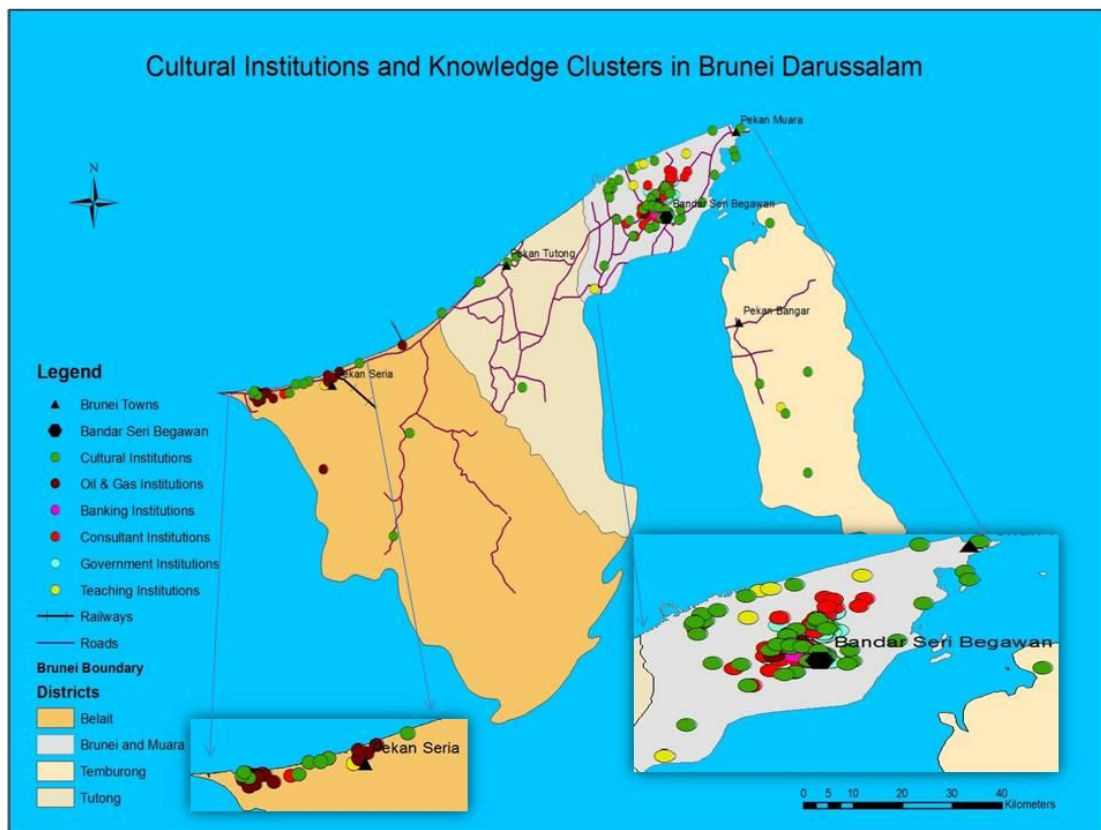 Cultural Institutions and Knowledge Clusters in Brunei Darussalam
N
Pekan Muara
Bandar Seri Begawan
Pekan Tutong
Pekan Bangar
Pekan Seria
Legend
Brunei Towns
Bandar Seri Begawan
Cultural Institutions
Oil & Gas Institutions
Banking Institutions
Consultant Institutions
Government Institutions
Teaching Institutions
Railways
Roads
Brunei Boundary
Districts
Belait
Brunei and Muara
Temburong
Tutong
Pekan Seria
Bandar Seri Begawan
0 5 10 20 30 40
Kilometers